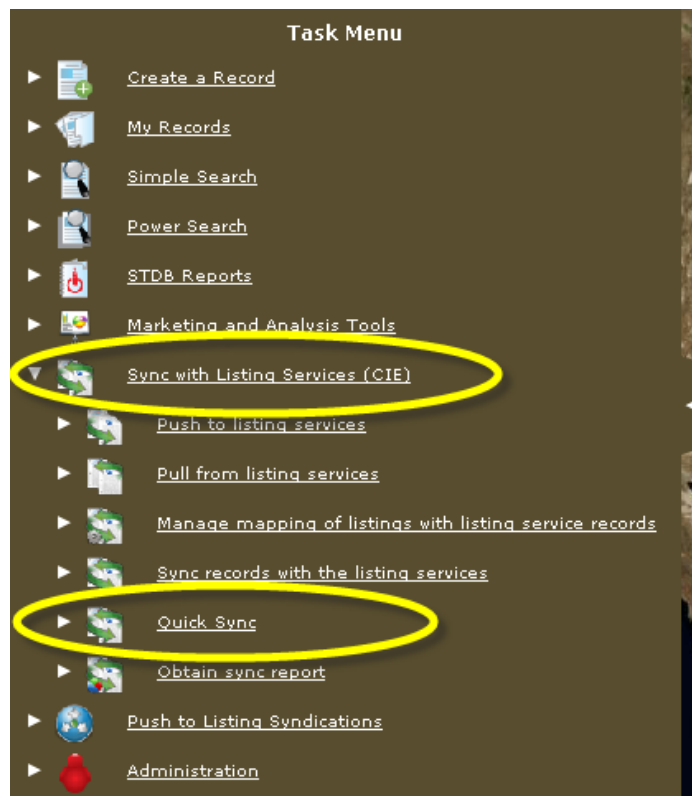 Task Menu
Create a Record
My Records
Simple Search
Power Search
STDB Reports
Marketing and Analysis Tools
Sync with Listing Services (CIE)
Push to listing services
Pull from listing services
Manage mapping of listings with listing service records
Sync records with the listing services
Quick Sync
Obtain sync report
Push to Listing Syndications
Administration